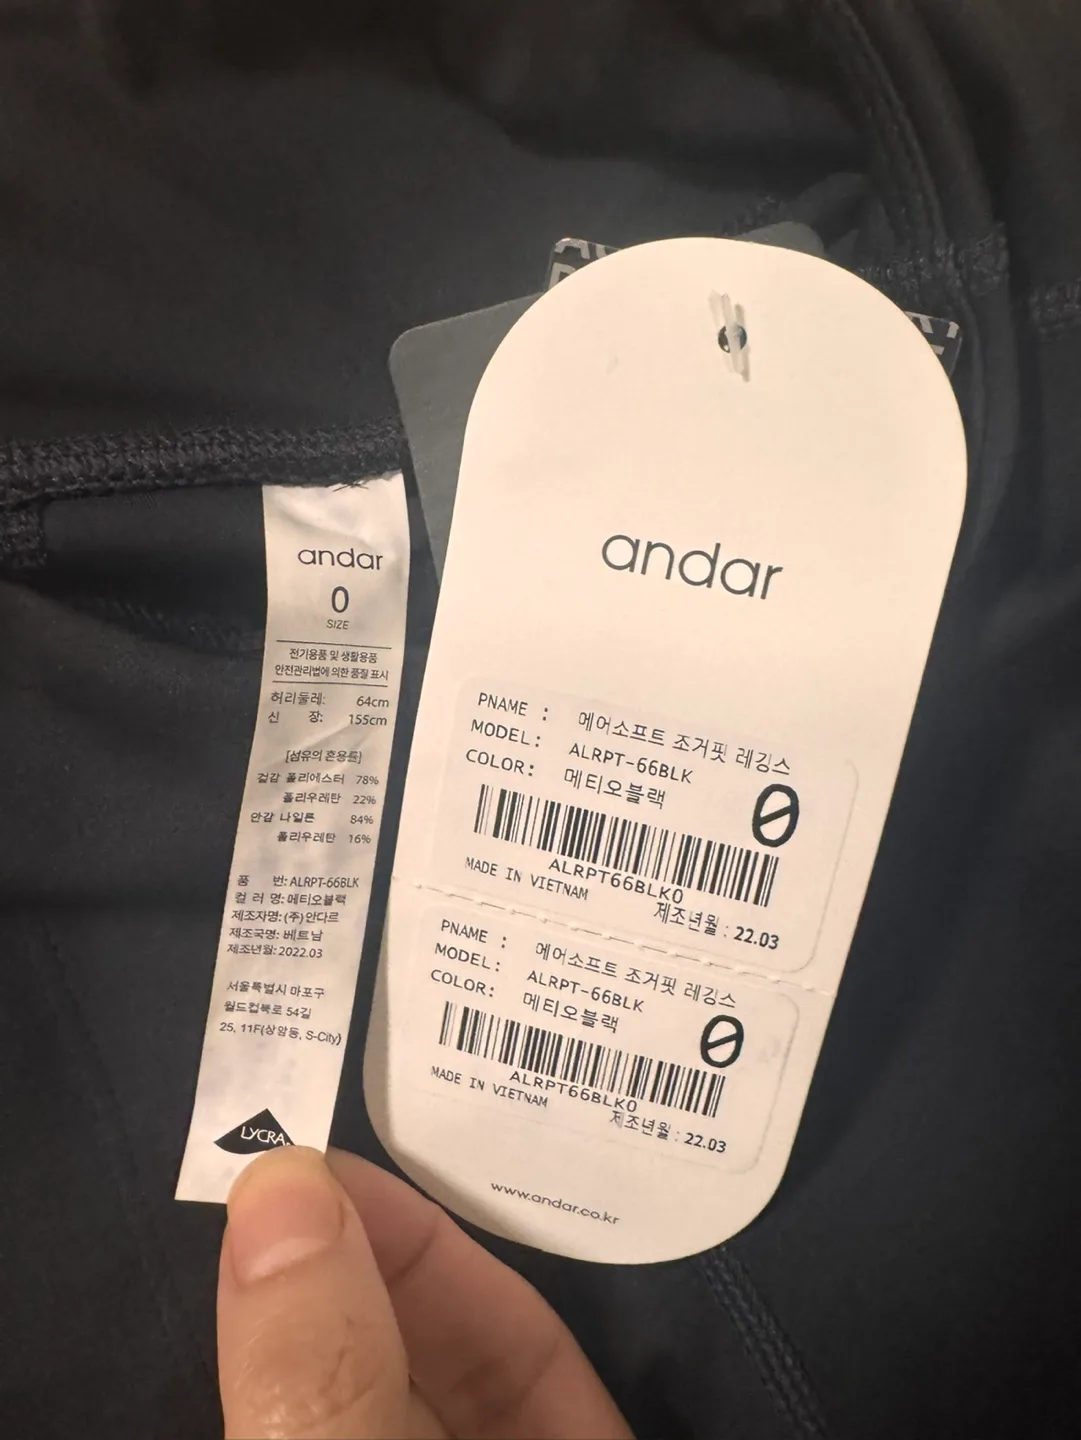 andar
0
SIZE
전기용품 및 생활용품
안전관리법에 의한 품질 표시
허리둘레: 64cm
신 장: 155cm
[섬유의 혼용률]
겉감 폴리에스터 78%
폴리우레탄 22%
안감 나일론 84%
폴리우레탄 16%
품 번: ALRPT-66BLK
컬 러 명: 메티오블랙
제조자명: (주)안다르
제조국명: 베트남
제조년월: 2022.03
서울특별시 마포구
월드컵북로 54길
25, 11F(상암동, S-City)
LYCRA
andar
PNAME : 에어소프트 조거핏 레깅스
MODEL: ALRPT-66BLK
COLOR: 메티오블랙
0
ALRPT66BLK0
MADE IN VIETNAM
제조년월 : 22.03
PNAME : 에어소프트 조거핏 레깅스
MODEL: ALRPT-66BLK
COLOR: 메티오블랙
0
ALRPT66BLK0
MADE IN VIETNAM
제조년월 : 22.03
www.andar.co.kr